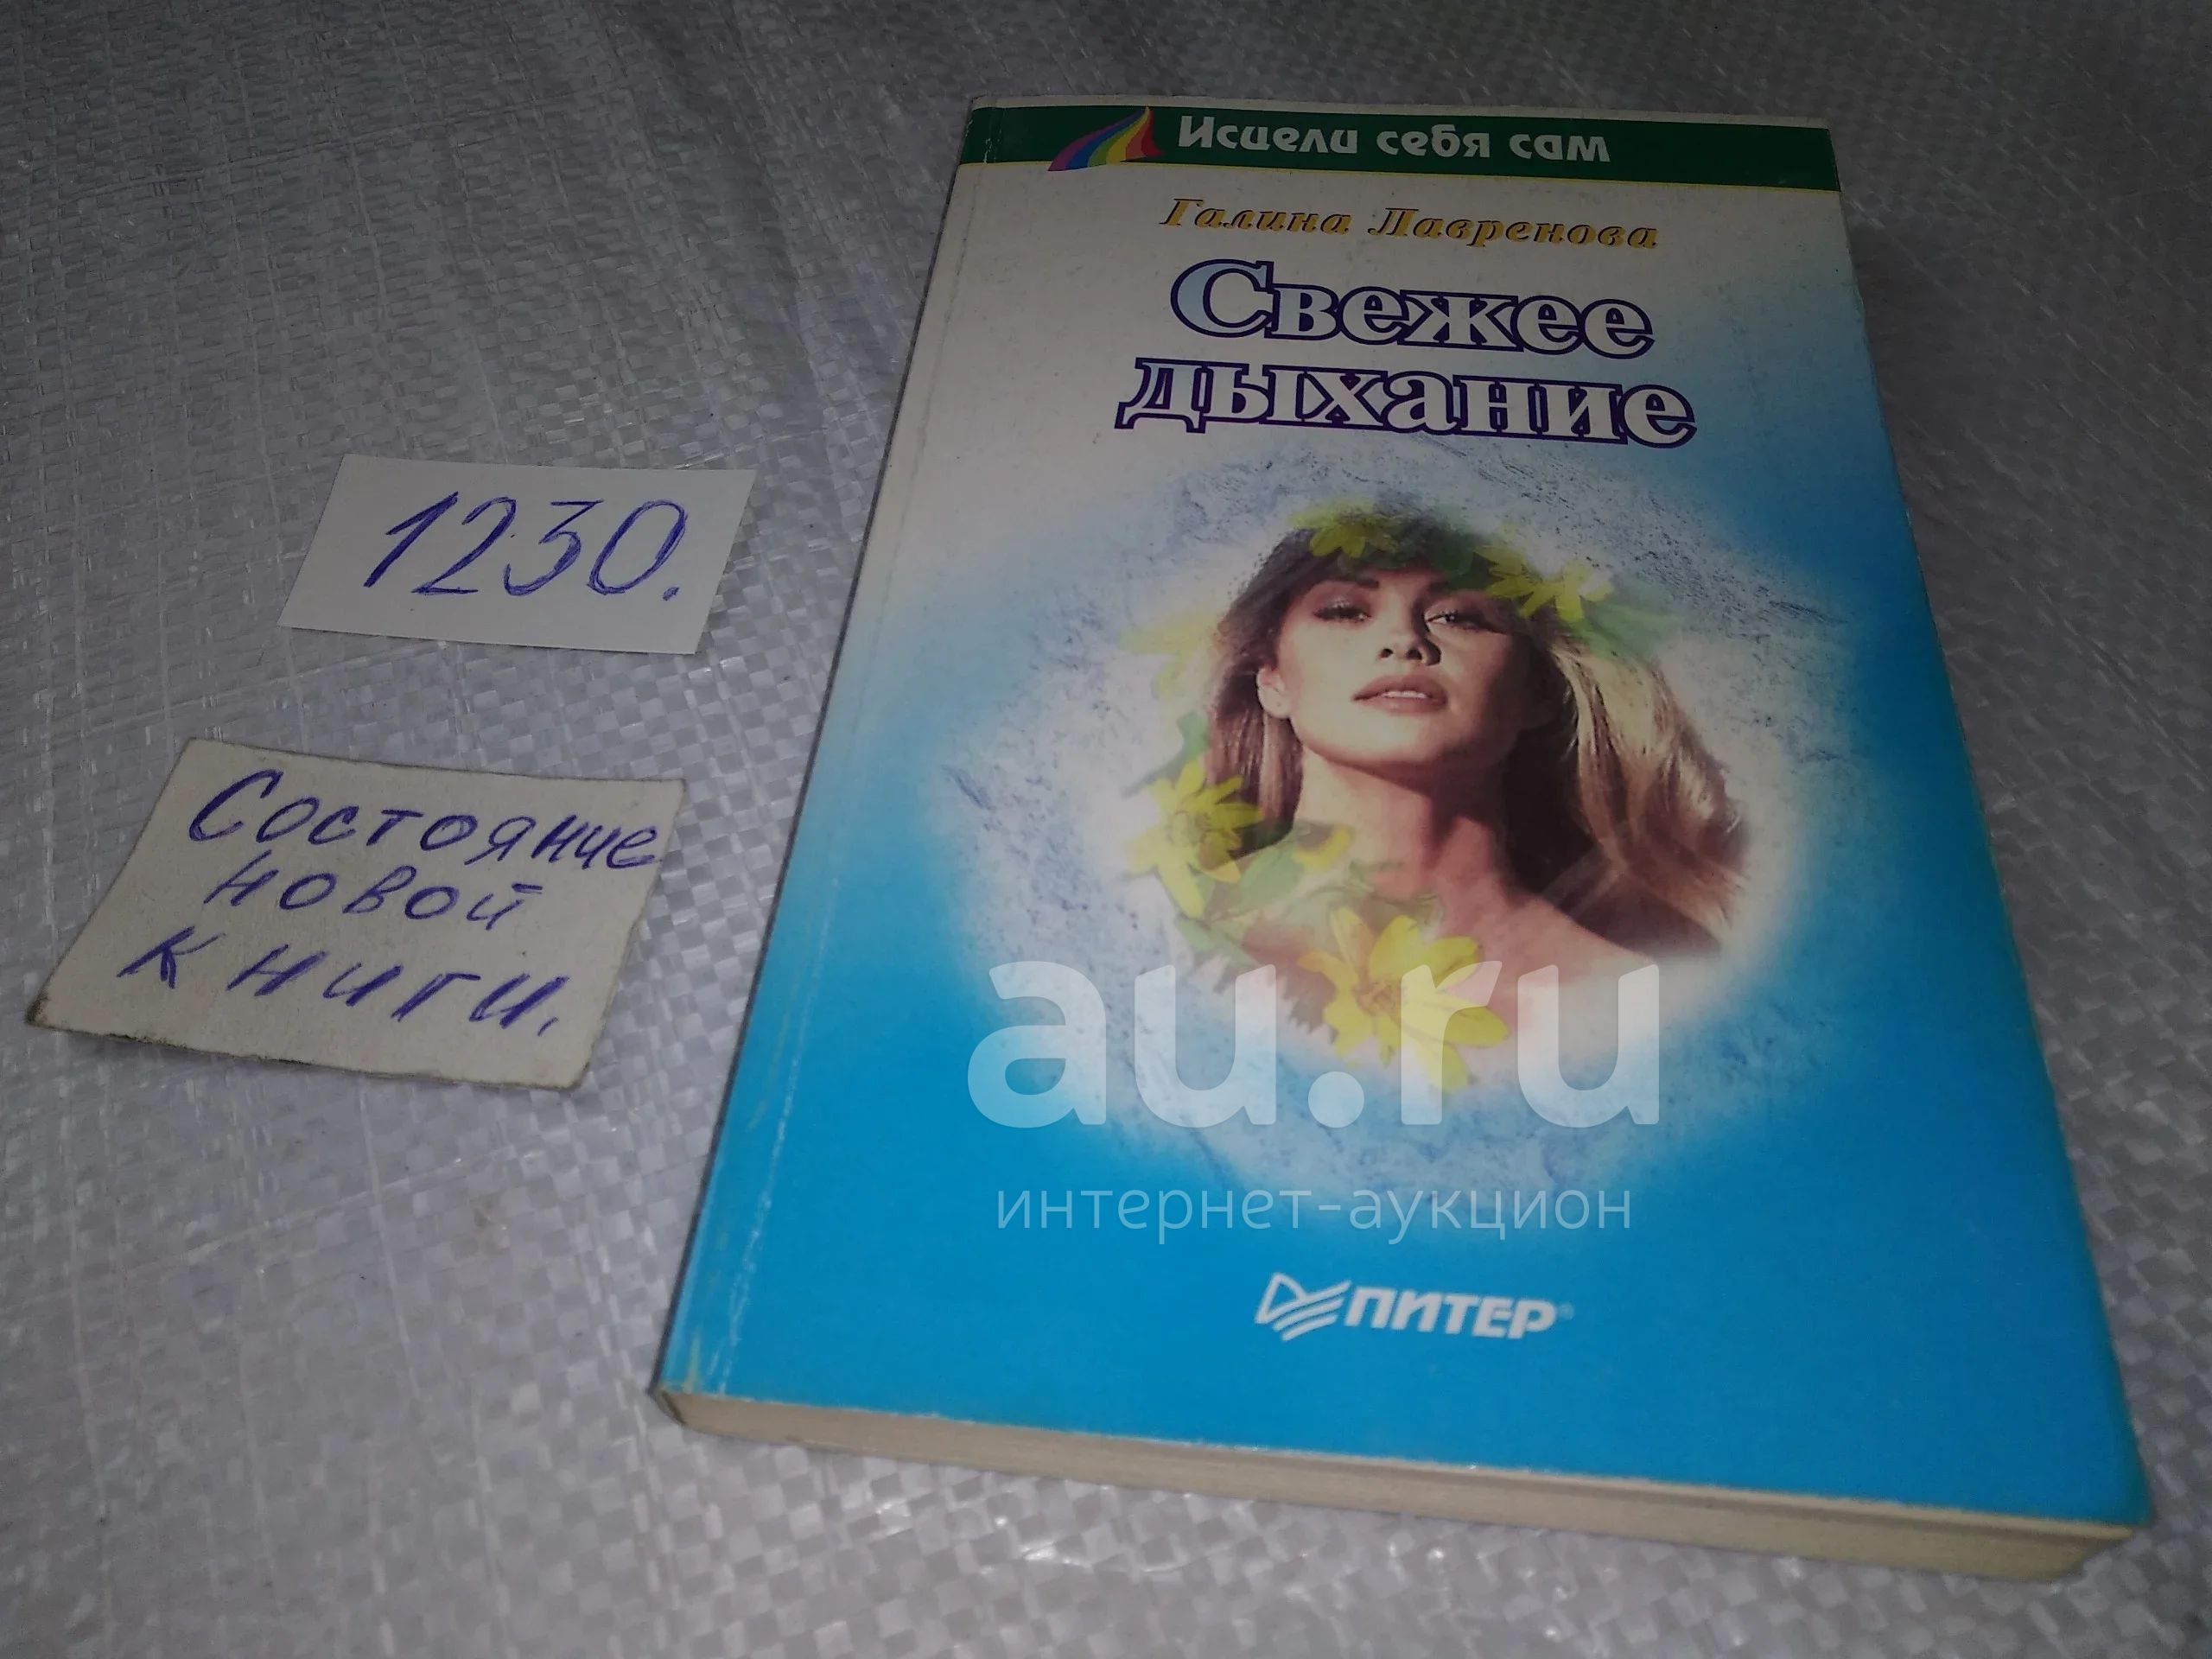 Исцели себя сам
Галина Лавренова
Свежее
дыхание
1230.
Состояние
новой
книги.
au.ru
интернет-аукцион
ПИТЕР®